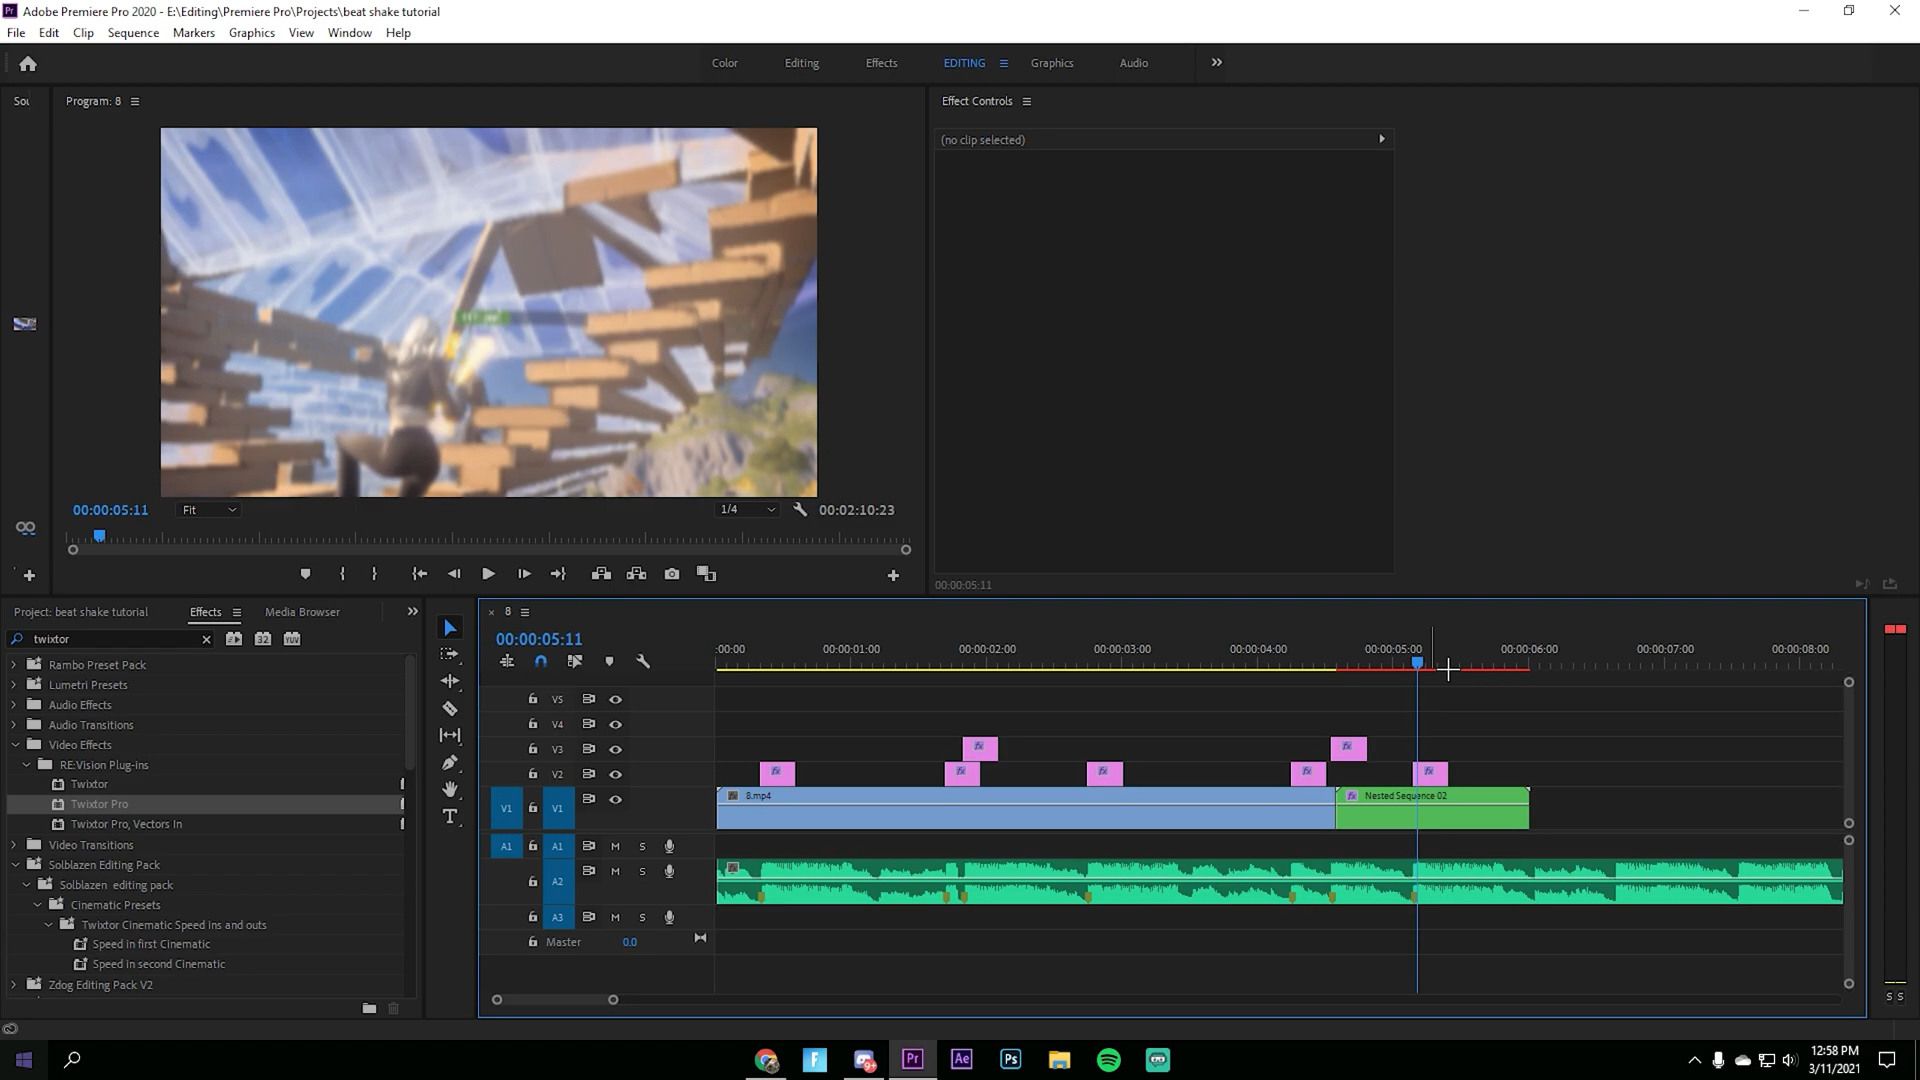 Adobe Premiere Pro 2020 - E:\Editing\Premiere Pro\Projects\beat shake tutorial
File Edit Clip Sequence Markers Graphics View Window Help
Color Editing Effects EDITING Graphics Audio
Program: 8
Effect Controls
(no clip selected)
00:00:05:11 Fit 1/4 00:02:10:23
00:00:05:11
Project: beat shake tutorial Effects Media Browser
twixtor
Rambo Preset Pack
Lumetri Presets
Audio Effects
Audio Transitions
Video Effects
RE:Vision Plug-ins
Twixtor
Twixtor Pro
Twixtor Pro, Vectors In
Video Transitions
Solblazen Editing Pack
Solblazen editing pack
Cinematic Presets
Twixtor Cinematic Speed ins and outs
Speed in first Cinematic
Speed in second Cinematic
Zdog Editing Pack V2
8
00:00:05:11
:00:00 00:00:01:00 00:00:02:00 00:00:03:00 00:00:04:00 00:00:05:00 00:00:06:00 00:00:07:00 00:00:08:00
V5
V4
V3
V2
V1 V1 8.mp4 Nested Sequence 02
A1 A1 M S
A2 M S
A3 M S
Master 0.0
S S
Pr Ae Ps
12:58 PM
3/11/2021